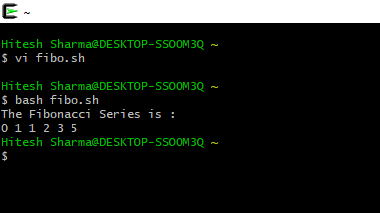 ~
Hitesh Sharma@DESKTOP-SSOOM3Q ~
$ vi fibo.sh
Hitesh Sharma@DESKTOP-SSOOM3Q ~
$ bash fibo.sh
The Fibonacci Series is :
0 1 1 2 3 5
Hitesh Sharma@DESKTOP-SSOOM3Q ~
$